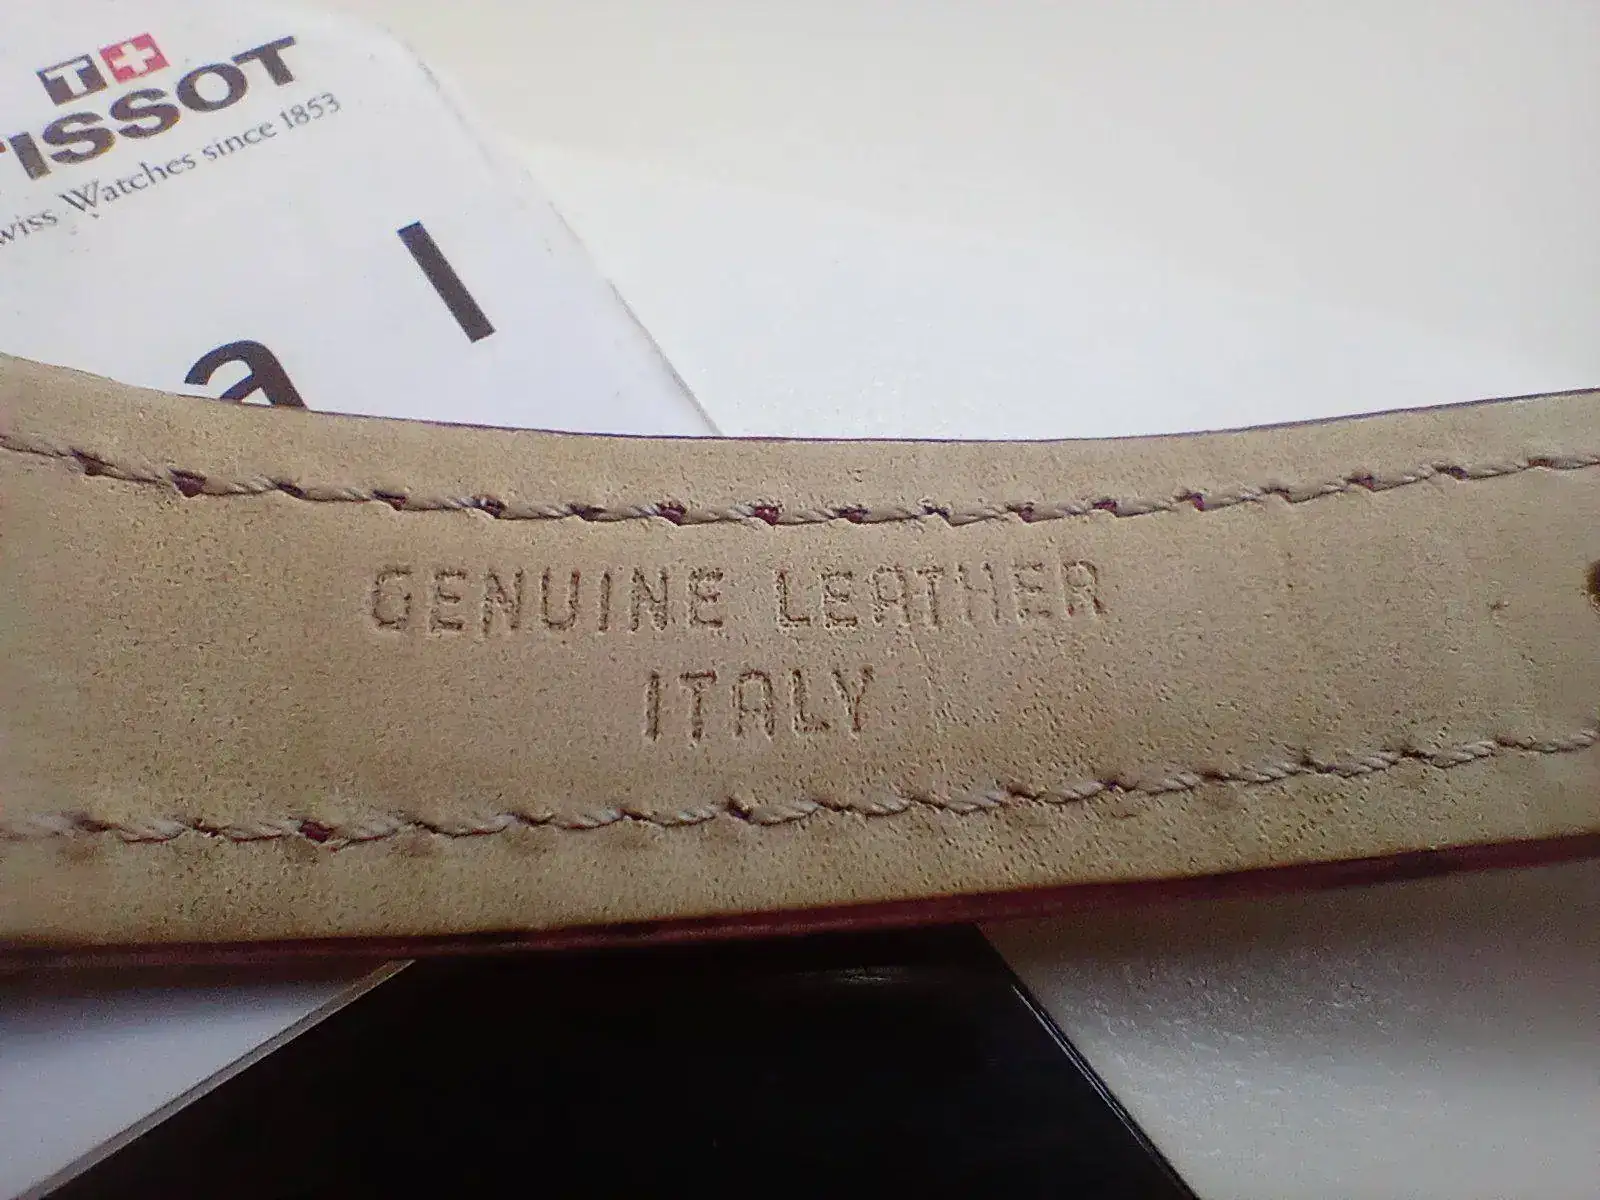 T+
TISSOT
wiss Watches since 1853
a l
GENUINE LEATHER
ITALY